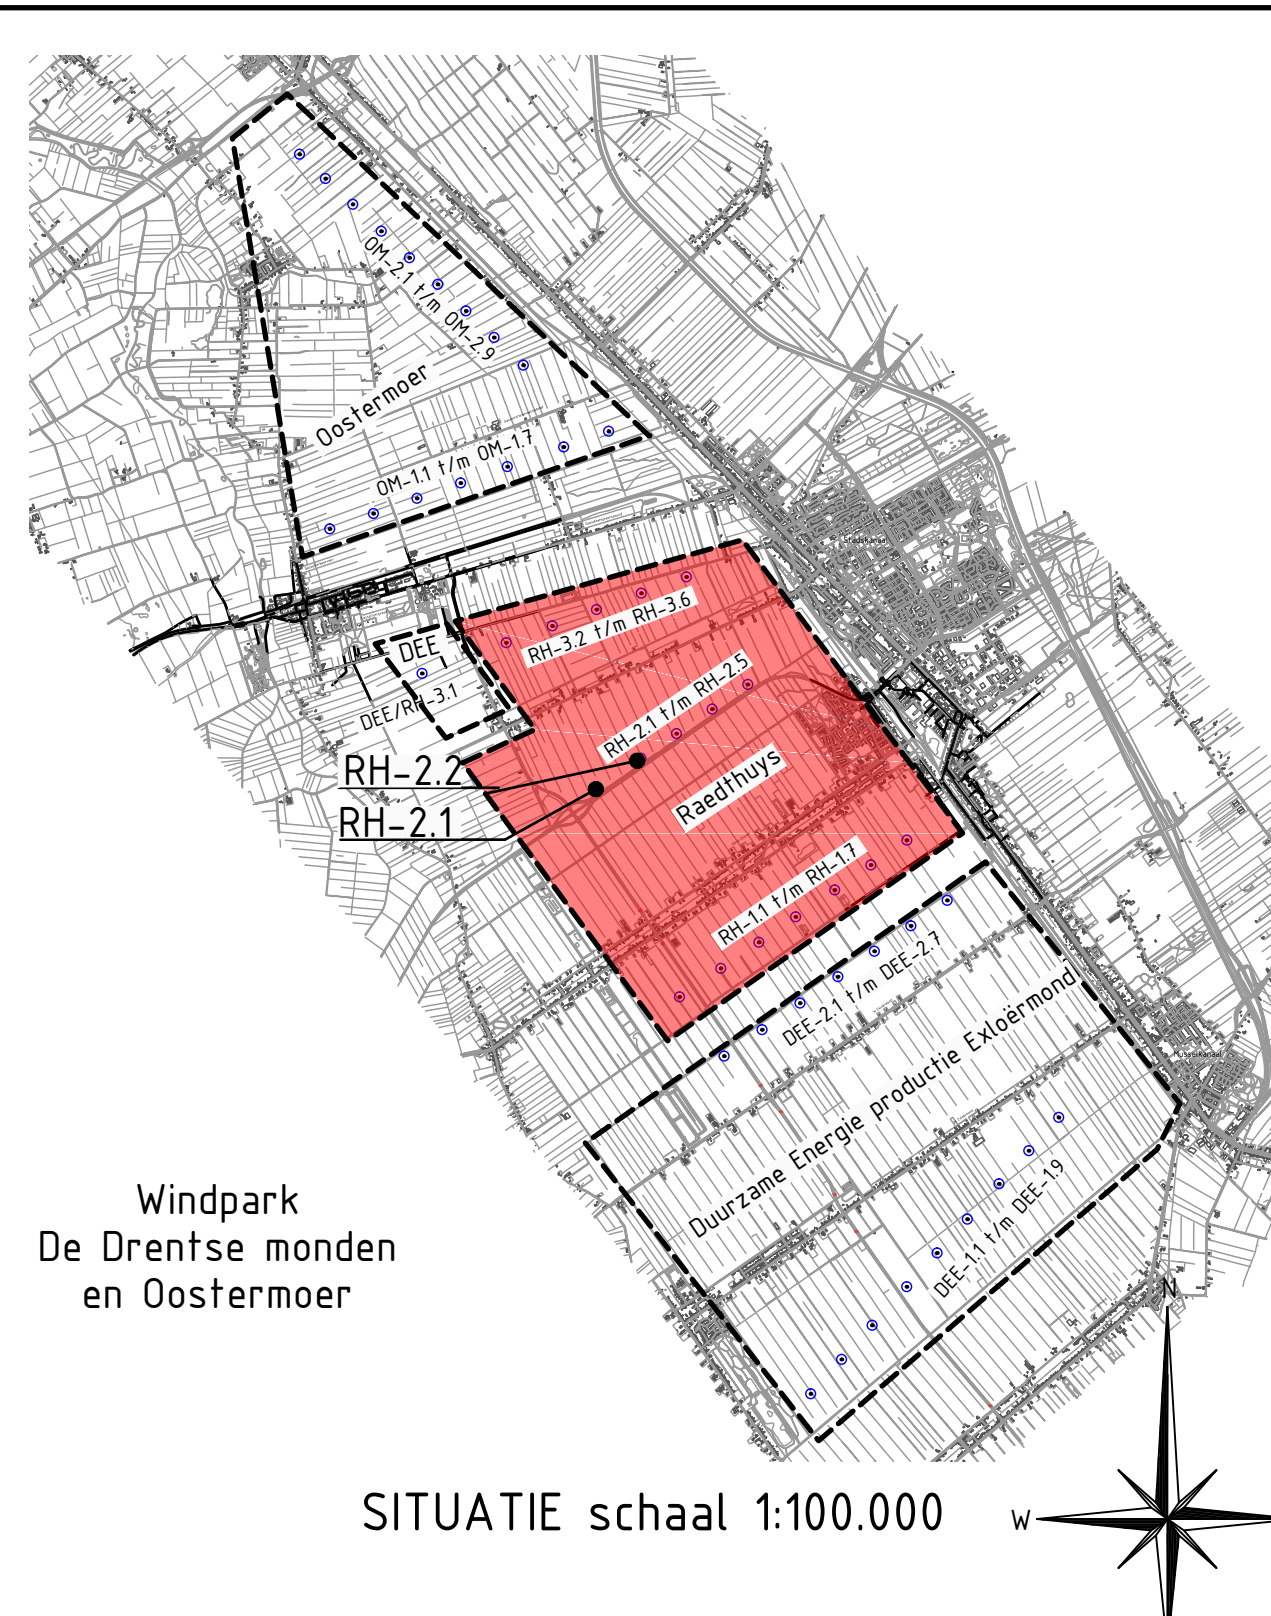 OM-2.1 t/m OM-2.9
Oostermoer
OM-1.1 t/m OM-1.7
Stadskanaal
RH-3.2 t/m RH-3.6
DEE
DEE/RH-3.1
RH-2.1 t/m RH-2.5
RH-2.2
RH-2.1
Raedthuys
RH-1.1 t/m RH-1.7
DEE-2.1 t/m DEE-2.7
Duurzame Energie productie Exloërmond
Musselkanaal
DEE-1.1 t/m DEE-1.9
Windpark
De Drentse monden
en Oostermoer
N
SITUATIE schaal 1:100.000
W